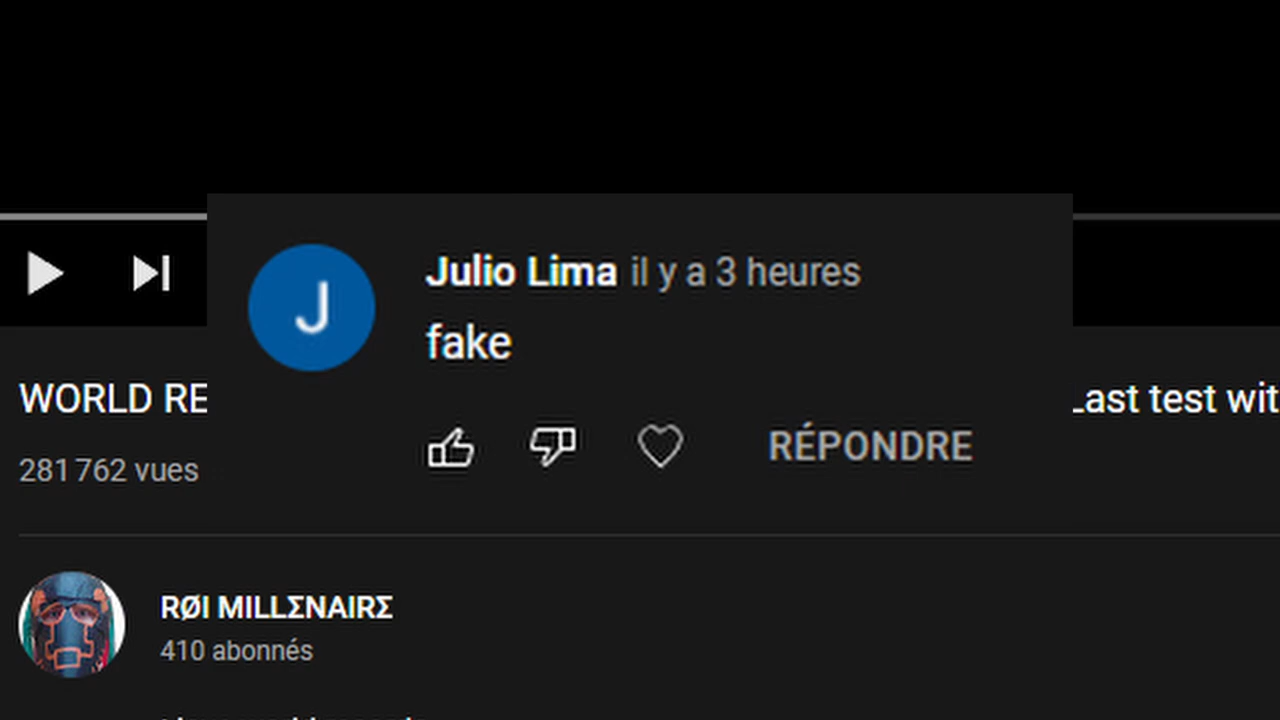 J
Julio Lima il y a 3 heures
fake
RÉPONDRE
WORLD RE
Last test wit
281 762 vues
RØI MILLΣNAIRΣ
410 abonnés